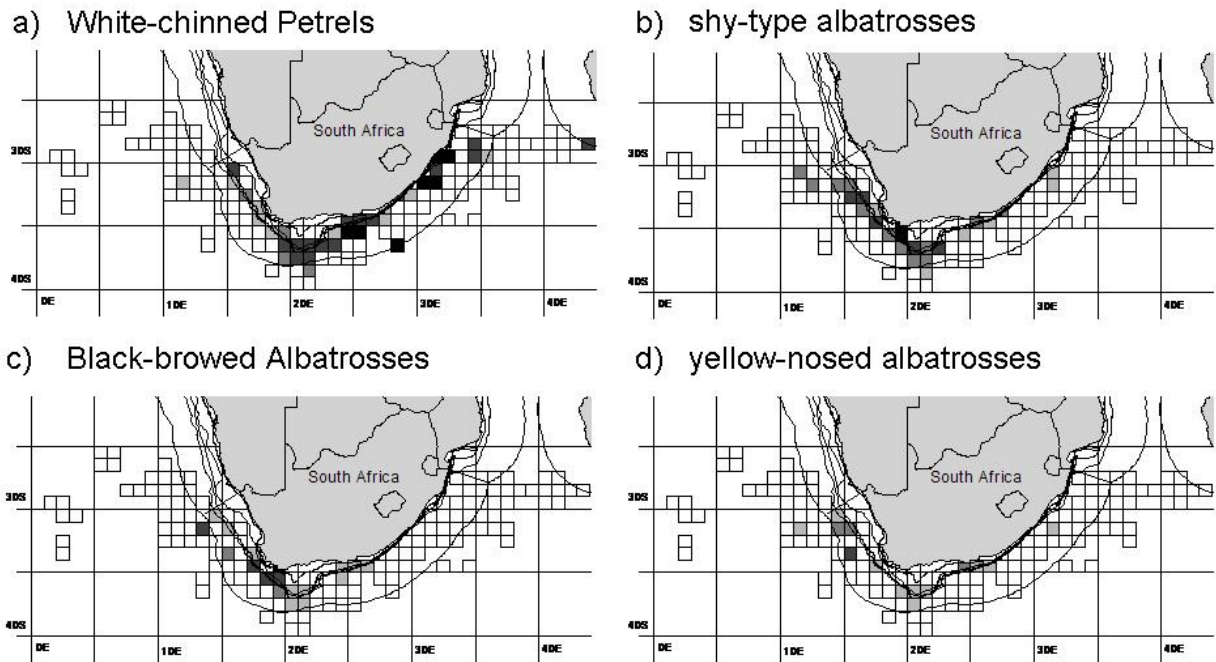 a) White-chinned Petrels
South Africa
30S
40S
0E
10E
20E
30E
40E
b) shy-type albatrosses
South Africa
30S
40S
0E
10E
20E
30E
40E
c) Black-browed Albatrosses
South Africa
30S
40S
0E
10E
20E
30E
40E
d) yellow-nosed albatrosses
South Africa
30S
40S
0E
10E
20E
30E
40E